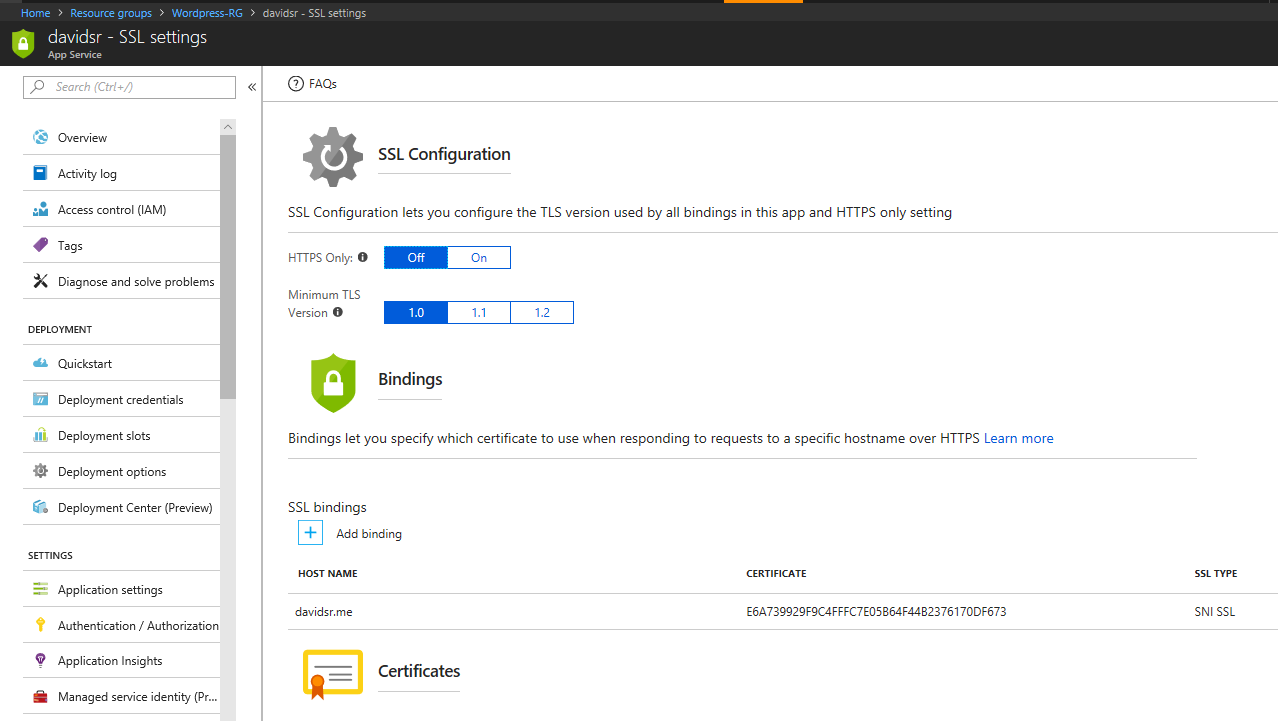 Home > Resource groups > Wordpress-RG > davidsr - SSL settings
davidsr - SSL settings
App Service
Search (Ctrl+/)
«
Overview
Activity log
Access control (IAM)
Tags
Diagnose and solve problems
DEPLOYMENT
Quickstart
Deployment credentials
Deployment slots
Deployment options
Deployment Center (Preview)
SETTINGS
Application settings
Authentication / Authorization
Application Insights
Managed service identity (Pr...
? FAQs
SSL Configuration
SSL Configuration lets you configure the TLS version used by all bindings in this app and HTTPS only setting
HTTPS Only: Off On
Minimum TLS
Version 1.0 1.1 1.2
Bindings
Bindings let you specify which certificate to use when responding to requests to a specific hostname over HTTPS Learn more
SSL bindings
+ Add binding
HOST NAME CERTIFICATE SSL TYPE
davidsr.me E6A739929F9C4FFFC7E05B64F44B2376170DF673 SNI SSL
Certificates